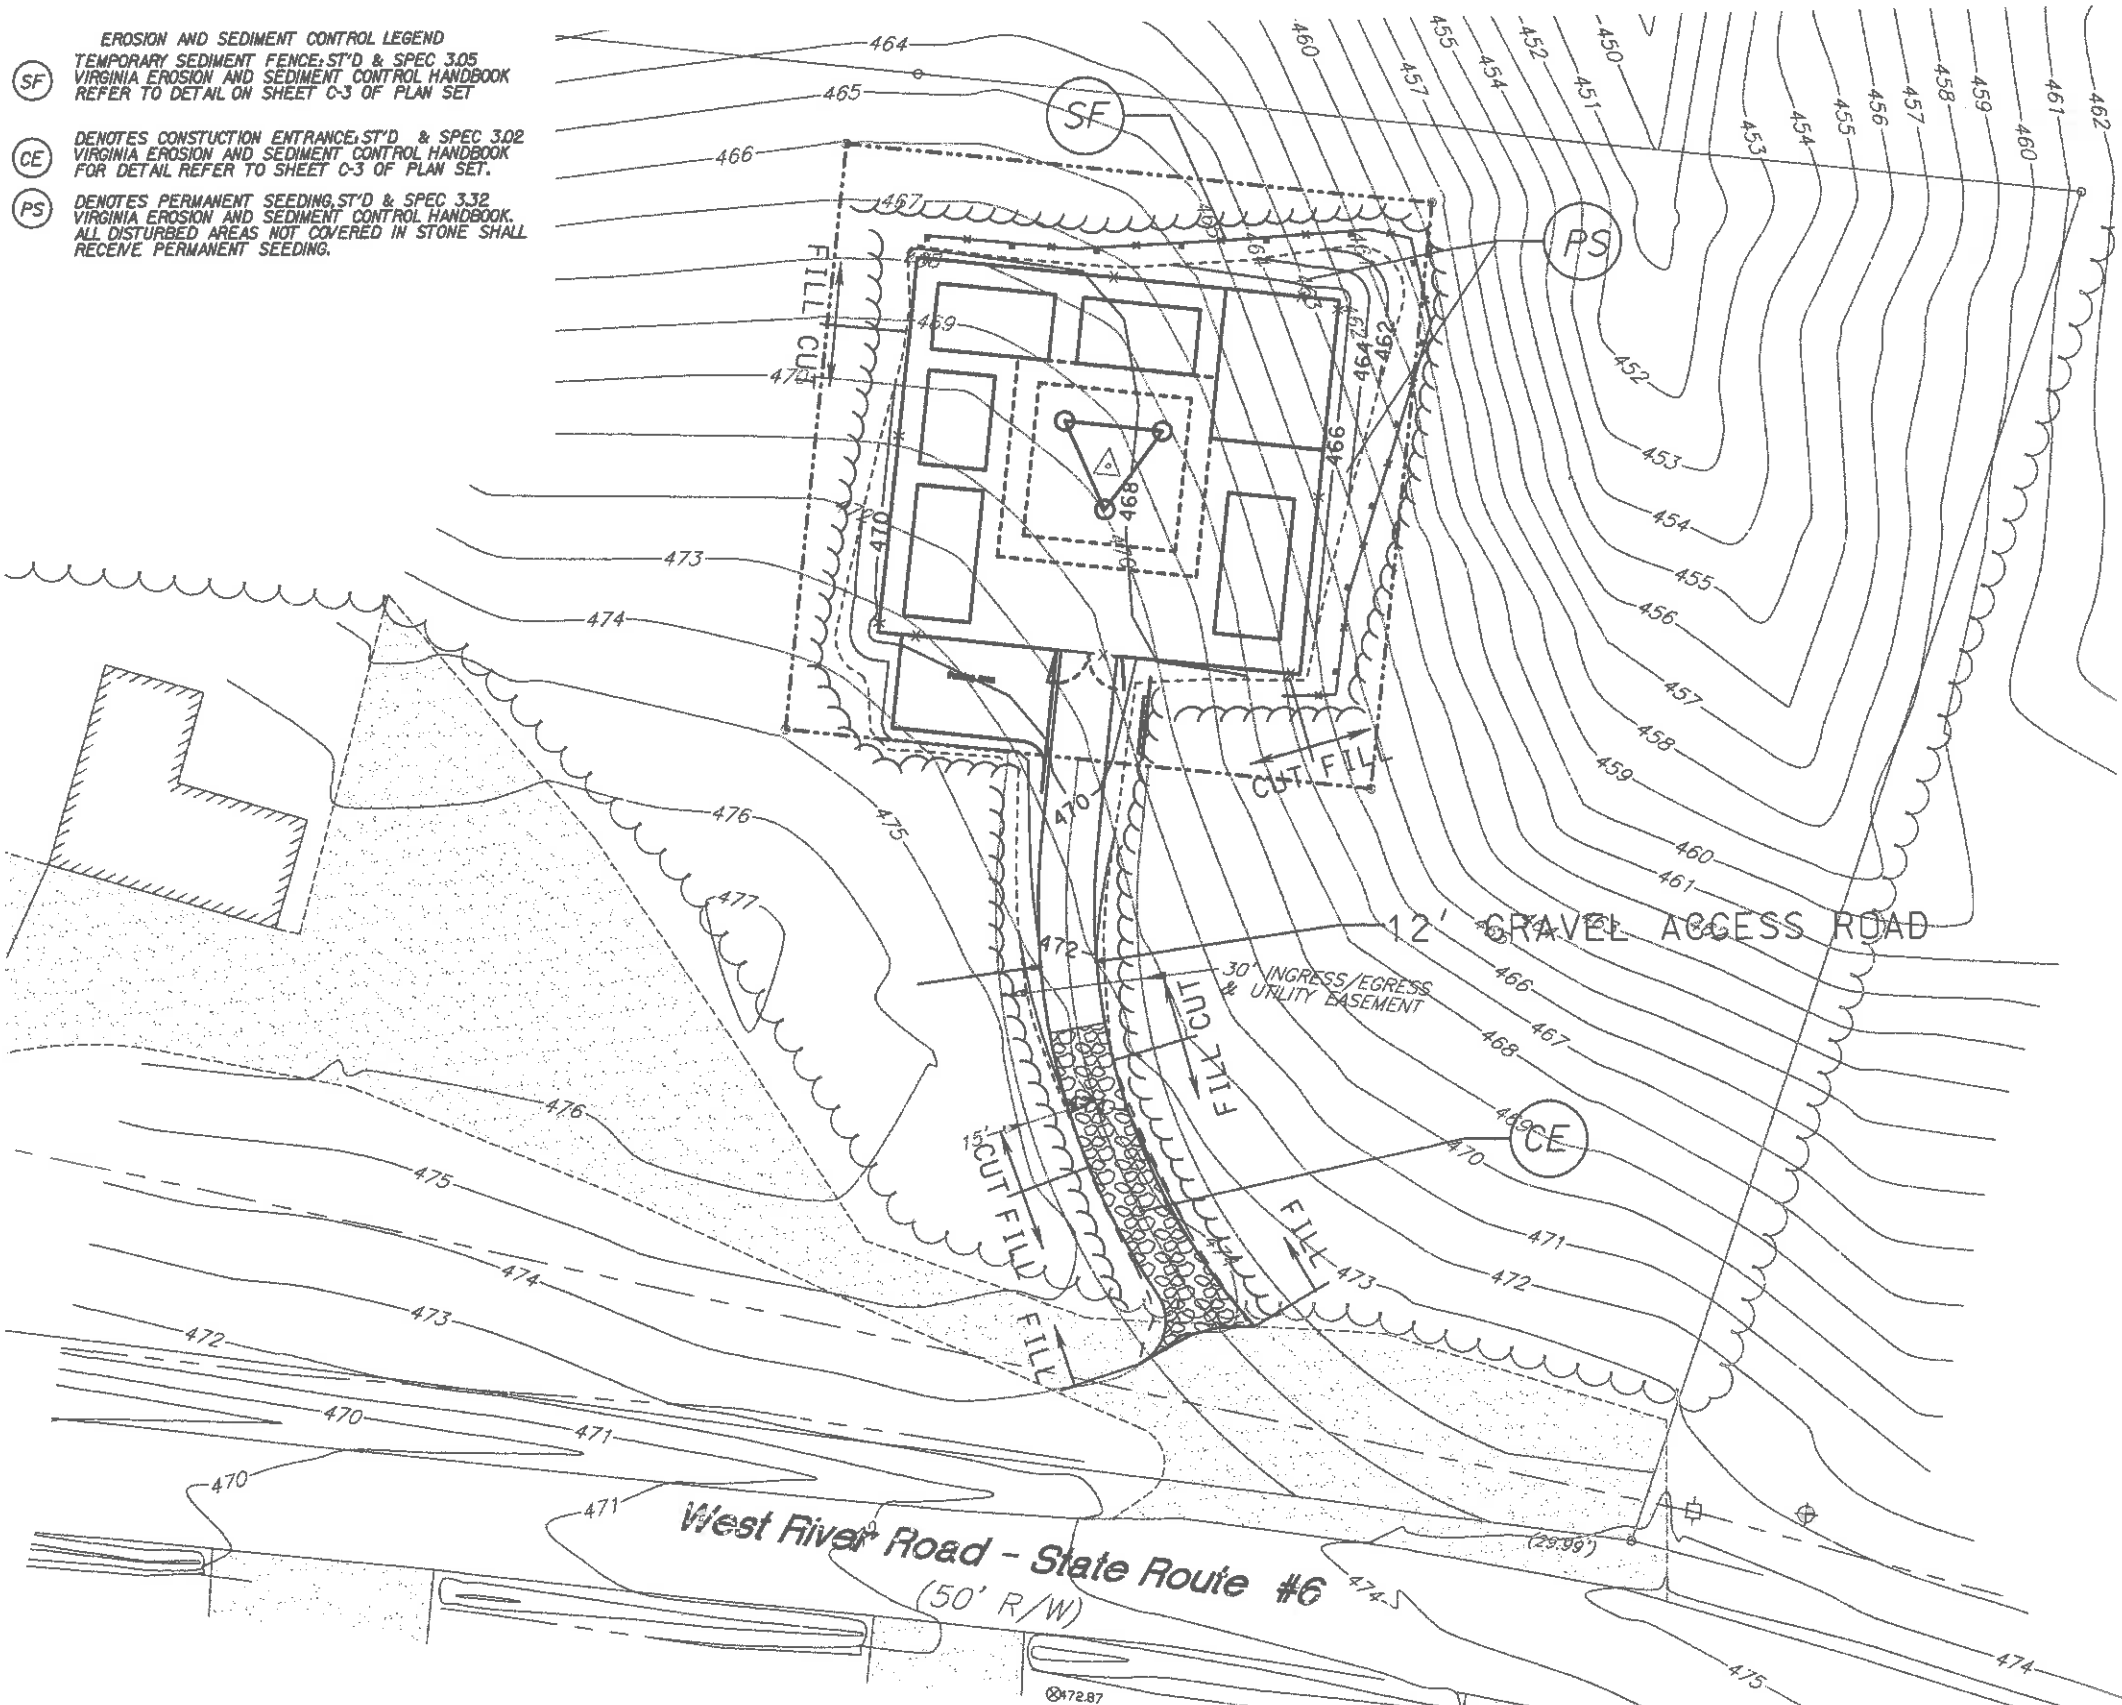 EROSION AND SEDIMENT CONTROL LEGEND
SF
TEMPORARY SEDIMENT FENCE; ST'D & SPEC 3.05
VIRGINIA EROSION AND SEDIMENT CONTROL HANDBOOK
REFER TO DETAIL ON SHEET C-3 OF PLAN SET
CE
DENOTES CONSTUCTION ENTRANCE; ST'D & SPEC 3.02
VIRGINIA EROSION AND SEDIMENT CONTROL HANDBOOK
FOR DETAIL REFER TO SHEET C-3 OF PLAN SET.
PS
DENOTES PERMANENT SEEDING, ST'D & SPEC 3.32
VIRGINIA EROSION AND SEDIMENT CONTROL HANDBOOK.
ALL DISTURBED AREAS NOT COVERED IN STONE SHALL
RECEIVE PERMANENT SEEDING.
464
465
466
467
469
470
473
474
SF
460
457
455
454
452
451
450
453
454
455
456
457
458
459
460
461
462
PS
FILL
CUT
470
468
466
464
462
452
453
454
455
456
457
458
459
460
461
CUT FILL
470
475
476
477
12' GRAVEL ACCESS ROAD
472
30' INGRESS/EGRESS
& UTILITY EASEMENT
FILL CUT
466
467
468
469
CE
470
471
472
473
474
15'
CUT FILL
FILL
FILL
476
475
474
473
472
470
471
470
471
West River Road - State Route #6
(50' R/W)
(29.99')
474
474
475
472.87